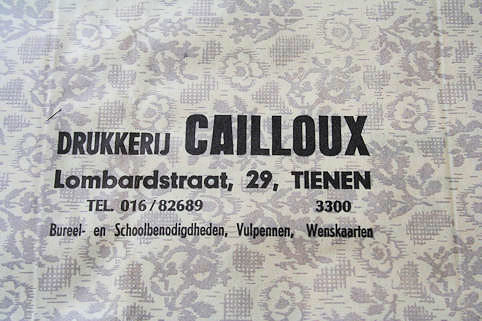 DRUKKERIJ CAILLOUX
Lombardstraat, 29, TIENEN
TEL. 016/82689 3300
Bureel- en Schoolbenodigdheden, Vulpennen, Wenskaarten